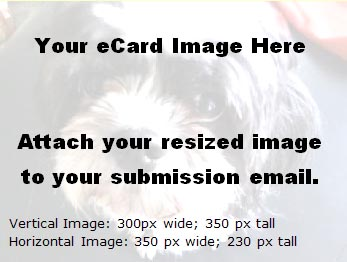 Your eCard Image Here
Attach your resized image
to your submission email.
Vertical Image: 300px wide; 350 px tall
Horizontal Image: 350 px wide; 230 px tall